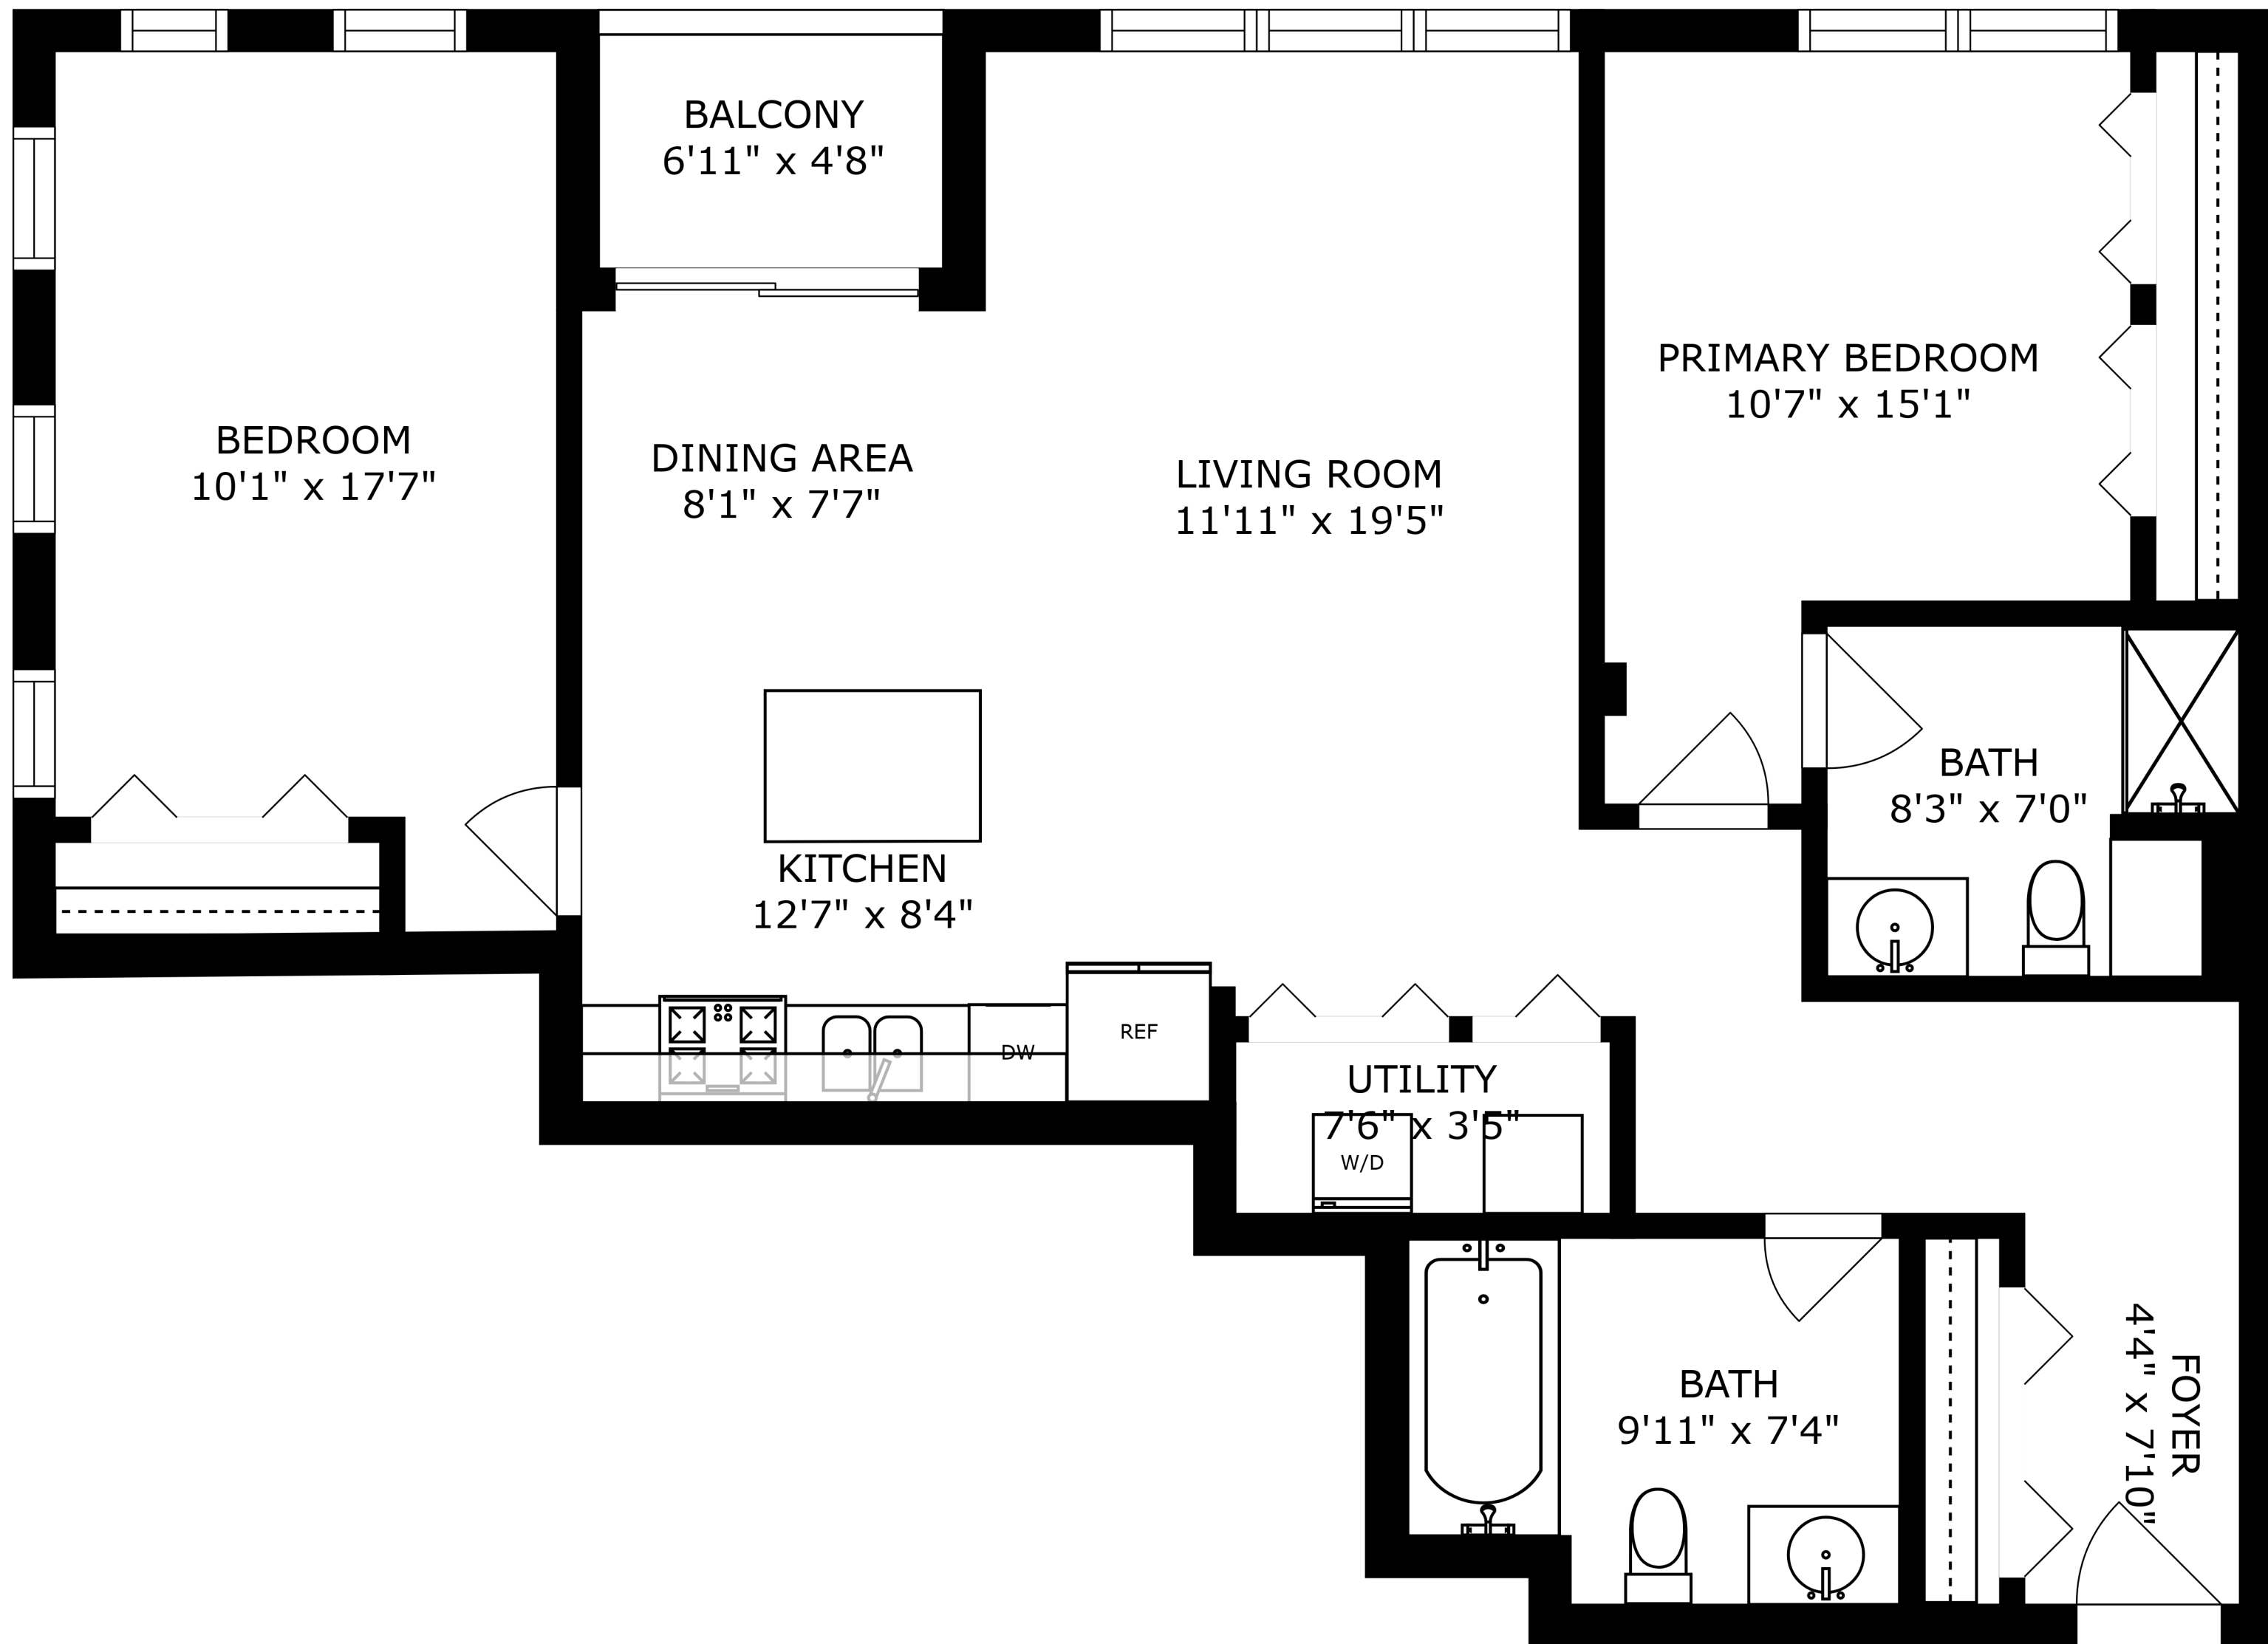 BALCONY
6'11" x 4'8"
PRIMARY BEDROOM
10'7" x 15'1"
BEDROOM
10'1" x 17'7"
DINING AREA
8'1" x 7'7"
LIVING ROOM
11'11" x 19'5"
BATH
8'3" x 7'0"
KITCHEN
12'7" x 8'4"
REF
DW
UTILITY
7'6" x 3'5"
W/D
BATH
9'11" x 7'4"
FOYER
4'4" x 7'10"